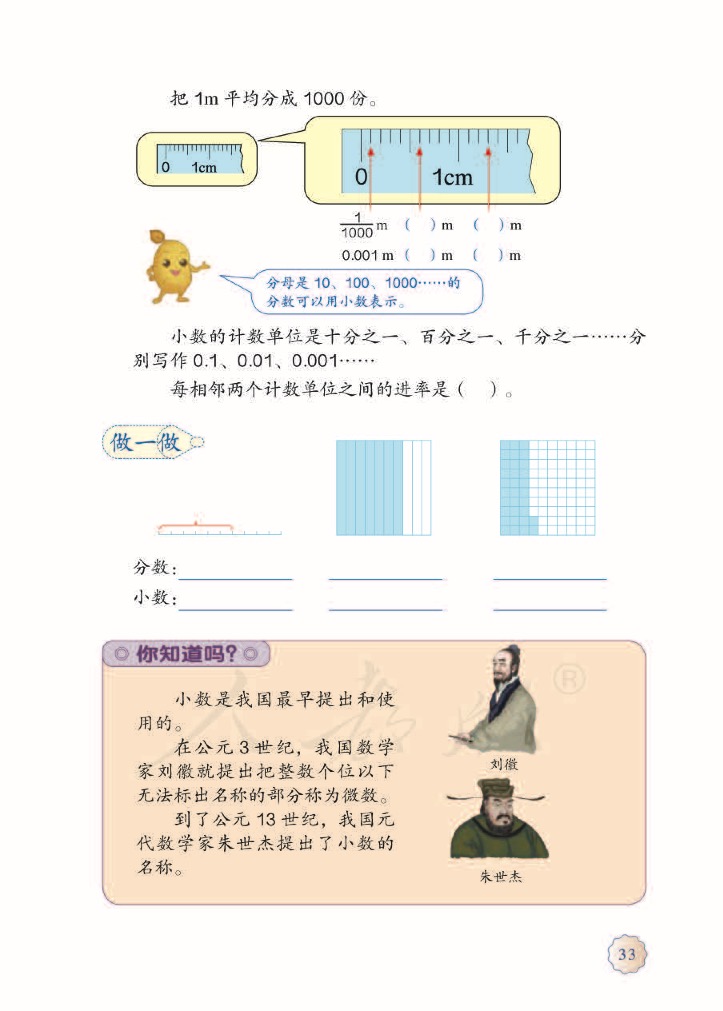 把 1m 平均分成 1000 份。
0 1cm
0 1cm
1/1000 m ( ) m ( ) m
0.001 m ( ) m ( ) m
分母是 10、100、1000……的
分数可以用小数表示。
小数的计数单位是十分之一、百分之一、千分之一……分
别写作 0.1、0.01、0.001……
每相邻两个计数单位之间的进率是（ ）。
做一做
分数：
小数：
你知道吗？
小数是我国最早提出和使
用的。
在公元 3 世纪，我国数学
家刘徽就提出把整数个位以下
无法标出名称的部分称为微数。
到了公元 13 世纪，我国元
代数学家朱世杰提出了小数的
名称。
刘徽
朱世杰
®
33